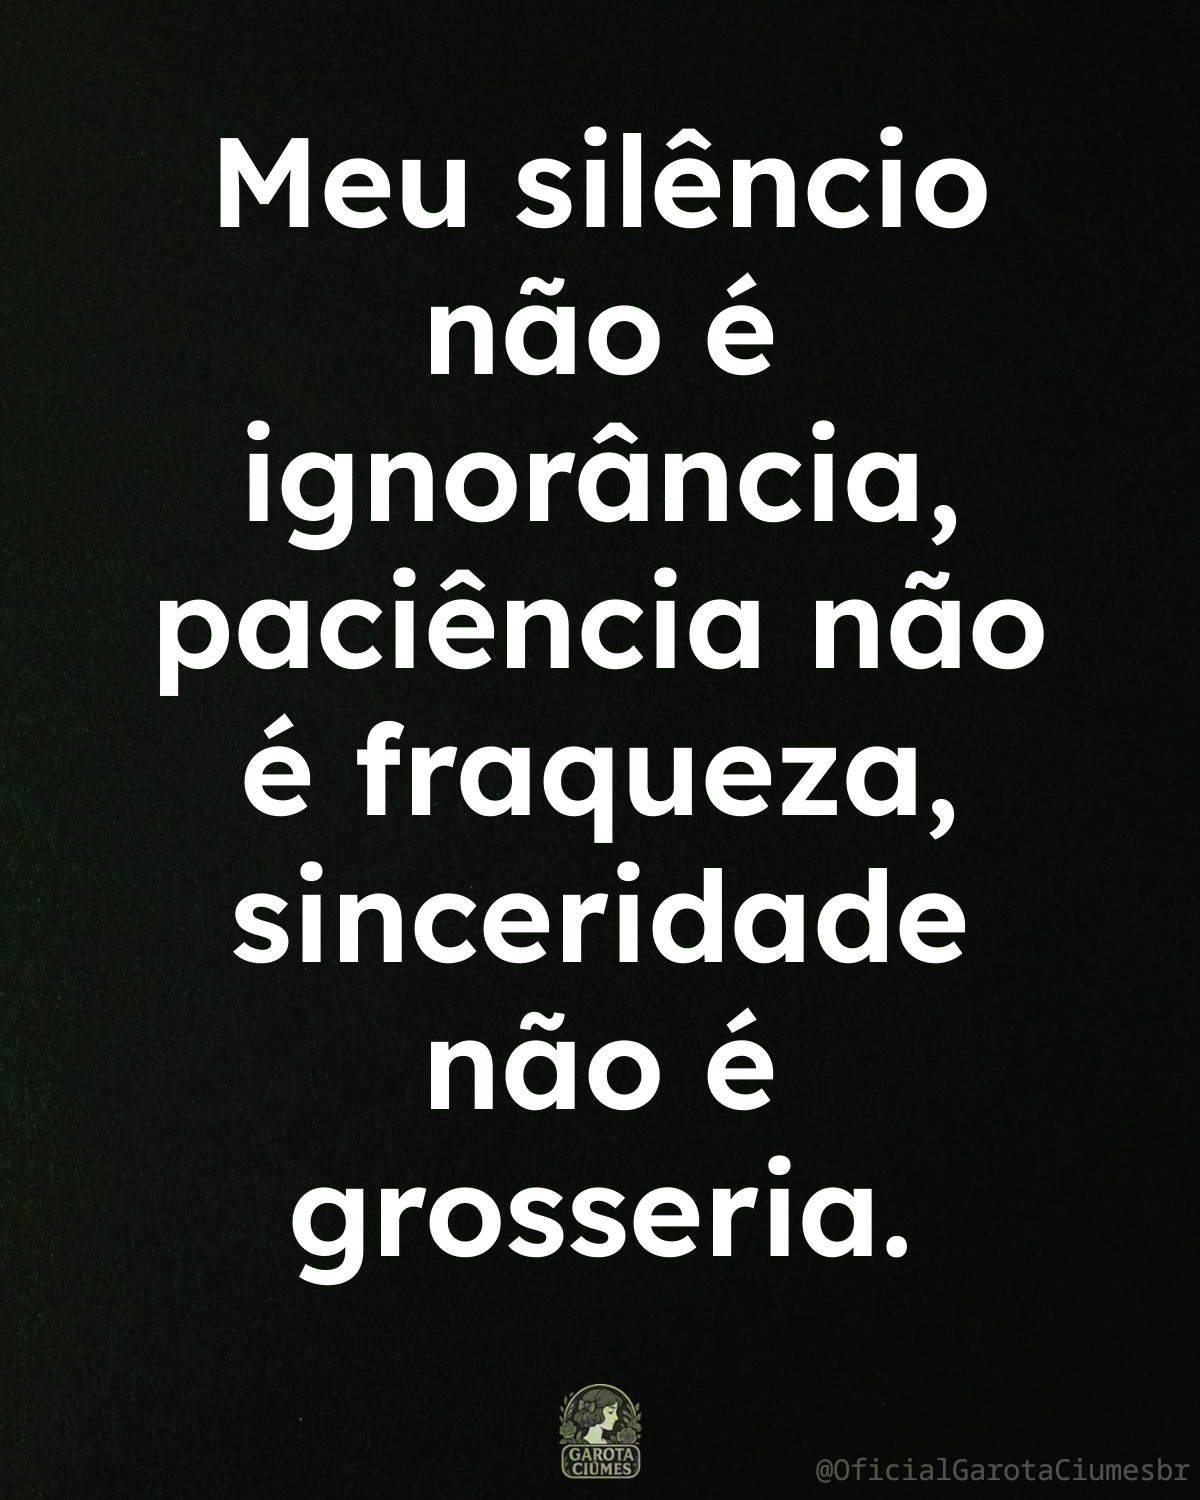 Meu silêncio
não é
ignorância,
paciência não
é fraqueza,
sinceridade
não é
grosseria.
GAROTA
CIÚMES
@OficialGarotaCiumesbr